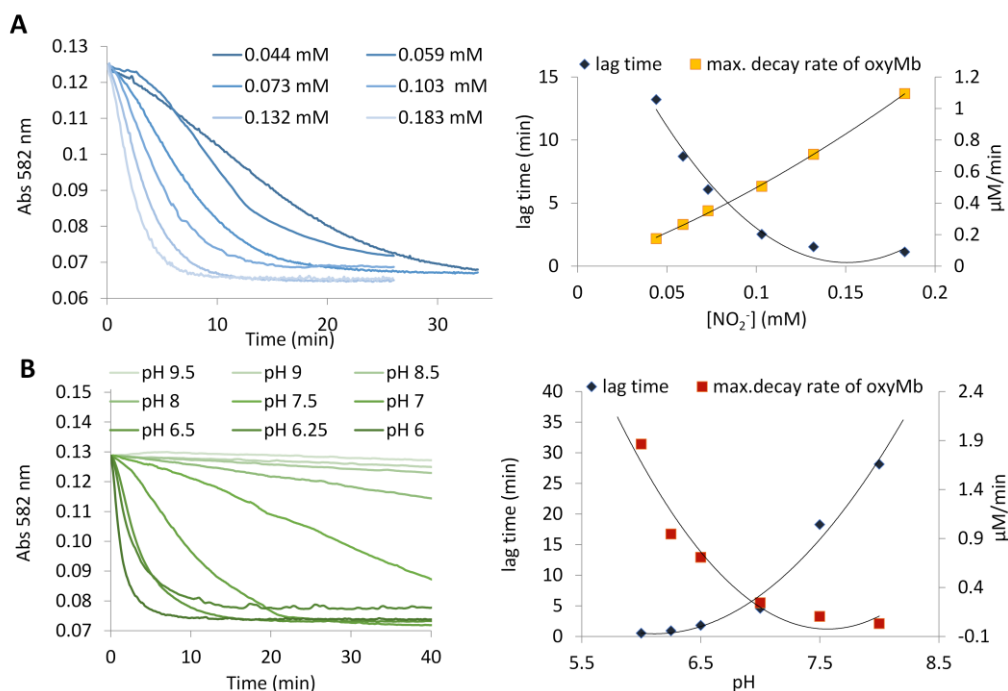 A
0.13
0.12
0.11
0.1
0.09
0.08
0.07
0.06
Abs 582 nm
0.044 mM
0.059 mM
0.073 mM
0.103 mM
0.132 mM
0.183 mM
0
10
20
30
Time (min)
lag time
max. decay rate of oxyMb
15
10
5
0
lag time (min)
1.2
1
0.8
0.6
0.4
0.2
0
µM/min
0
0.05
0.1
0.15
0.2
[NO₂⁻] (mM)
B
pH 9.5
pH 9
pH 8.5
pH 8
pH 7.5
pH 7
pH 6.5
pH 6.25
pH 6
0.15
0.14
0.13
0.12
0.11
0.10
0.09
0.08
0.07
Abs 582 nm
0
10
20
30
40
Time (min)
lag time
max.decay rate of oxyMb
40
35
30
25
20
15
10
5
0
lag time (min)
2.4
1.9
1.4
0.9
0.4
-0.1
µM/min
5.5
6.5
7.5
8.5
pH